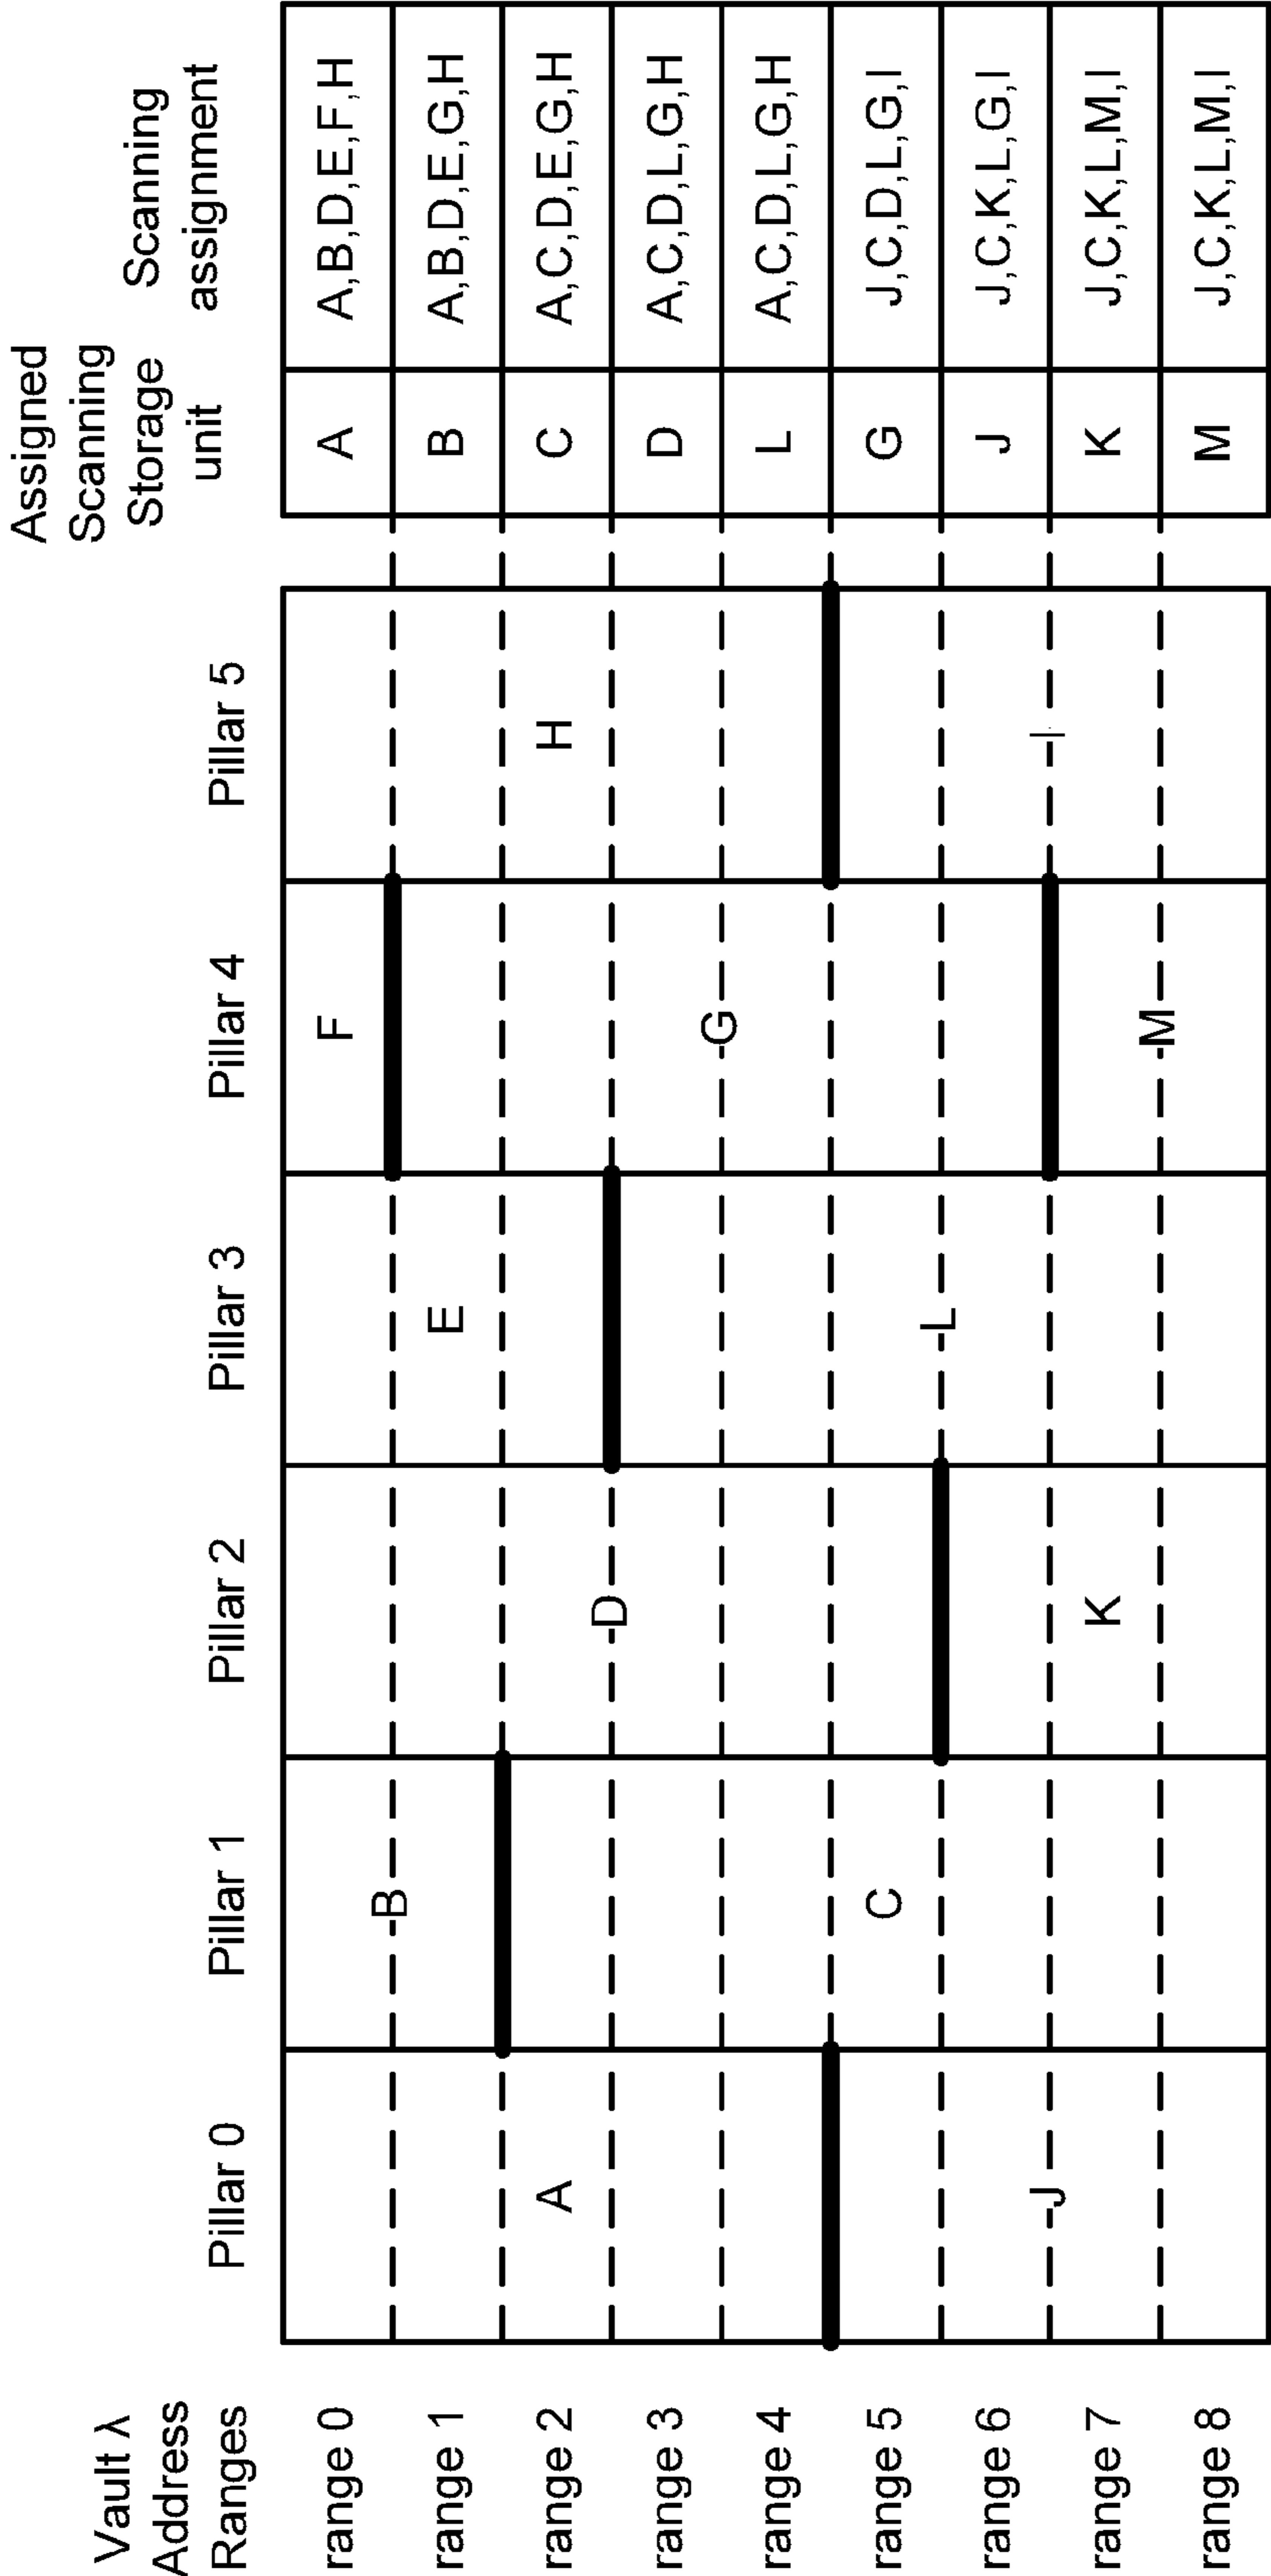 Vault λ
Address
Ranges
Pillar 0
Pillar 1
Pillar 2
Pillar 3
Pillar 4
Pillar 5
Assigned
Scanning
Storage
unit
Scanning
assignment
range 0
A
A,B,D,E,F,H
range 1
B
A,B,D,E,G,H
range 2
C
A,C,D,E,G,H
range 3
D
A,C,D,L,G,H
range 4
L
A,C,D,L,G,H
range 5
G
J,C,D,L,G,I
range 6
J
J,C,K,L,G,I
range 7
K
J,C,K,L,M,I
range 8
M
J,C,K,L,M,I
A
J
B
C
D
K
E
L
F
G
M
H
I